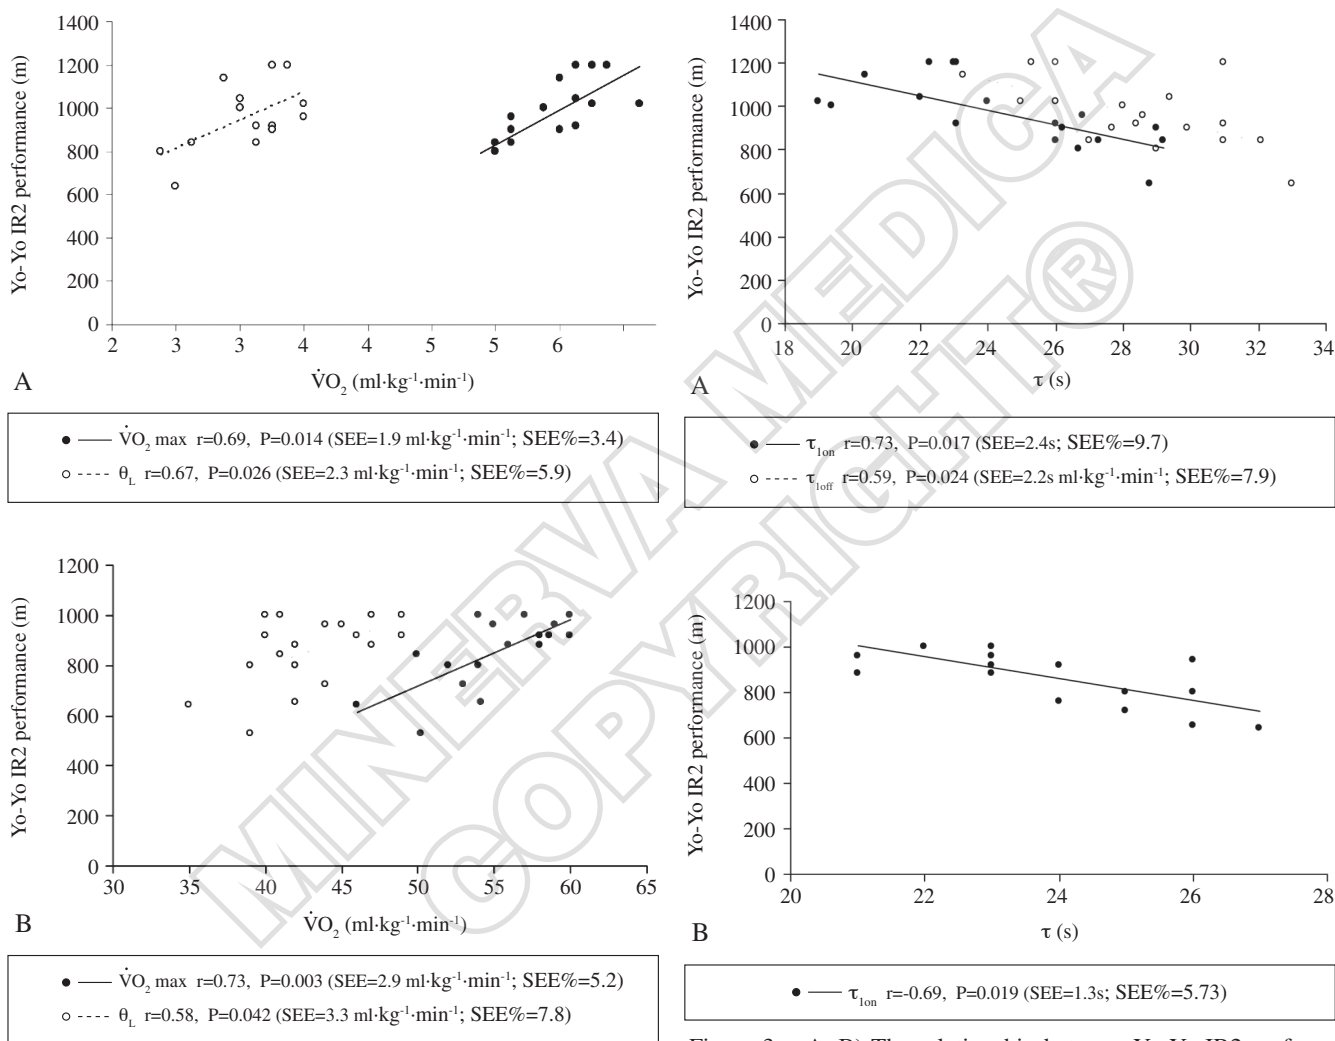 1400
1200
1000
800
600
400
200
0
Yo-Yo IR2 performance (m)
2 3 3 4 4 5 5 6 6
A
V̇O₂ (ml·kg⁻¹·min⁻¹)
V̇O₂ max r=0.69, P=0.014 (SEE=1.9 ml·kg⁻¹·min⁻¹; SEE%=3.4)
θL r=0.67, P=0.026 (SEE=2.3 ml·kg⁻¹·min⁻¹; SEE%=5.9)
1200
1000
800
600
400
200
0
Yo-Yo IR2 performance (m)
30 35 40 45 50 55 60 65
B
V̇O₂ (ml·kg⁻¹·min⁻¹)
V̇O₂ max r=0.73, P=0.003 (SEE=2.9 ml·kg⁻¹·min⁻¹; SEE%=5.2)
θL r=0.58, P=0.042 (SEE=3.3 ml·kg⁻¹·min⁻¹; SEE%=7.8)
1400
1200
1000
800
600
400
200
0
Yo-Yo IR2 performance (m)
18 20 22 24 26 28 30 32 34
A
τ (s)
τ1on r=0.73, P=0.017 (SEE=2.4s; SEE%=9.7)
τ1off r=0.59, P=0.024 (SEE=2.2s ml·kg⁻¹·min⁻¹; SEE%=7.9)
1200
1000
800
600
400
200
0
Yo-Yo IR2 performance (m)
20 22 24 26 28
B
τ (s)
τ1on r=-0.69, P=0.019 (SEE=1.3s; SEE%=5.73)
MINERVA MEDICA
COPYRIGHT®